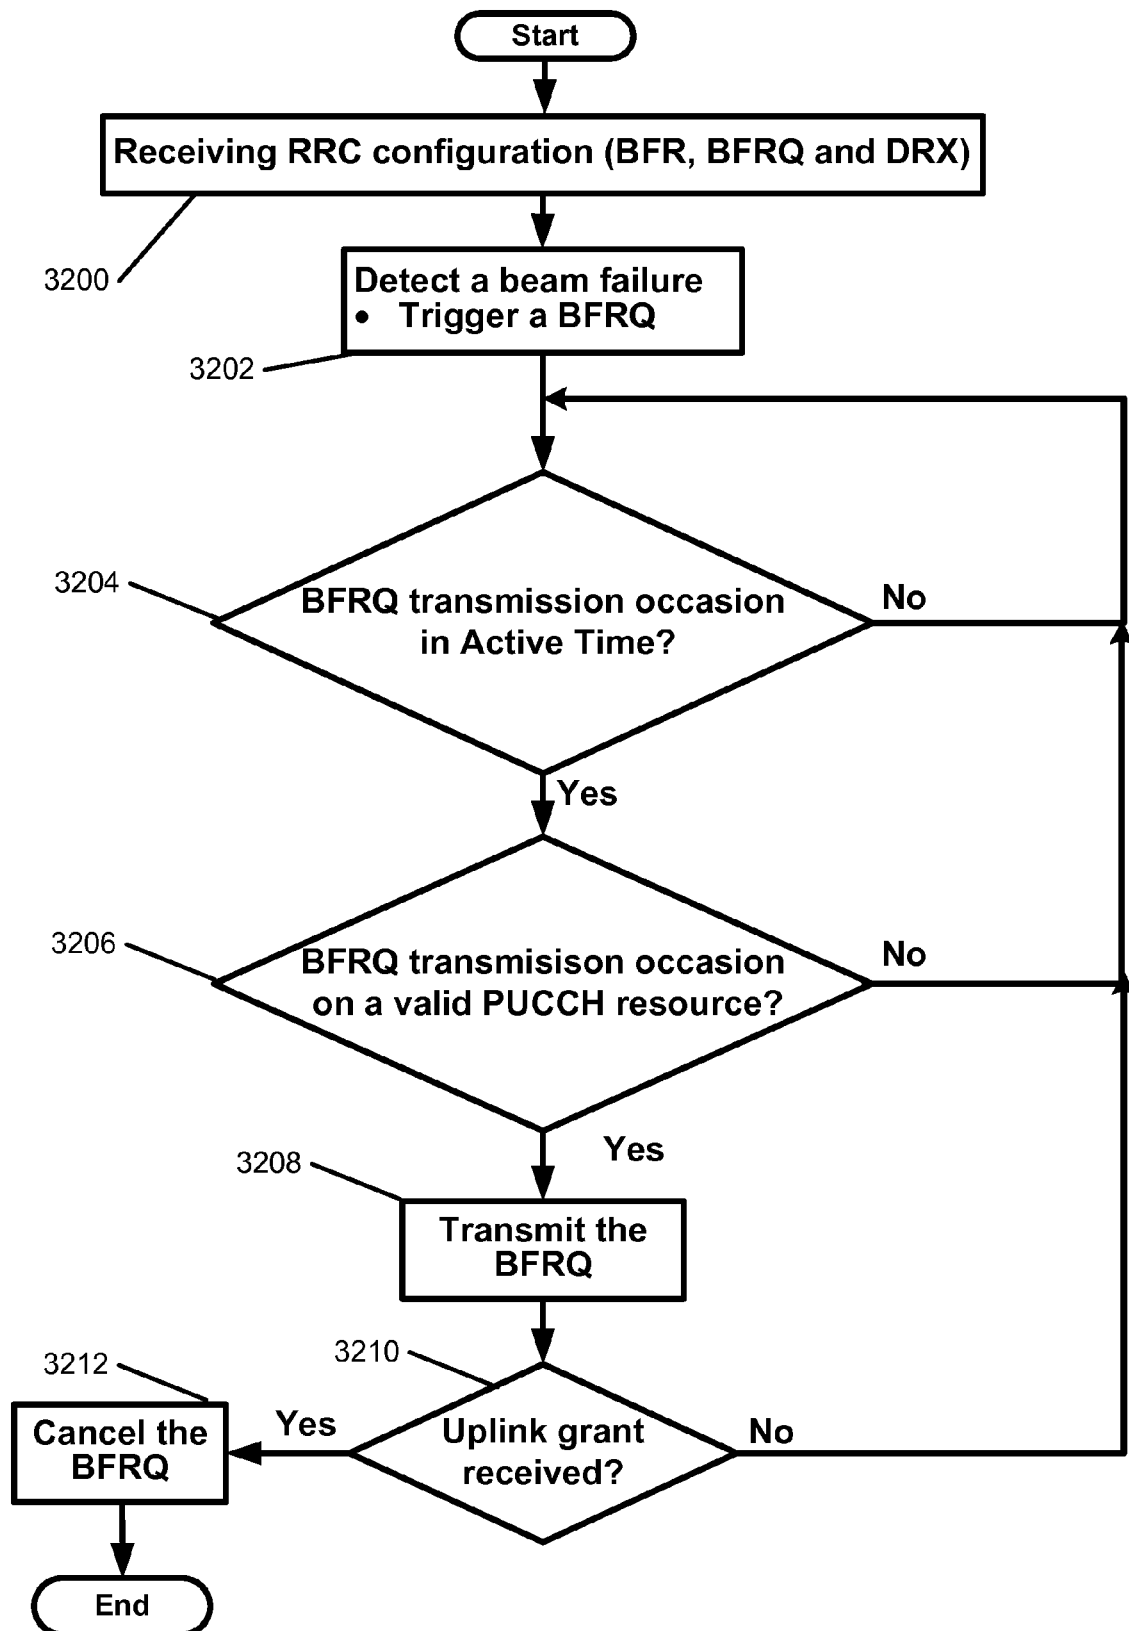 Start
Receiving RRC configuration (BFR, BFRQ and DRX)
3200
Detect a beam failure
• Trigger a BFRQ
3202
3204
BFRQ transmission occasion
in Active Time?
No
Yes
3206
BFRQ transmisison occasion
on a valid PUCCH resource?
No
Yes
3208
Transmit the
BFRQ
3210
3212
Uplink grant
received?
Yes
No
Cancel the
BFRQ
End